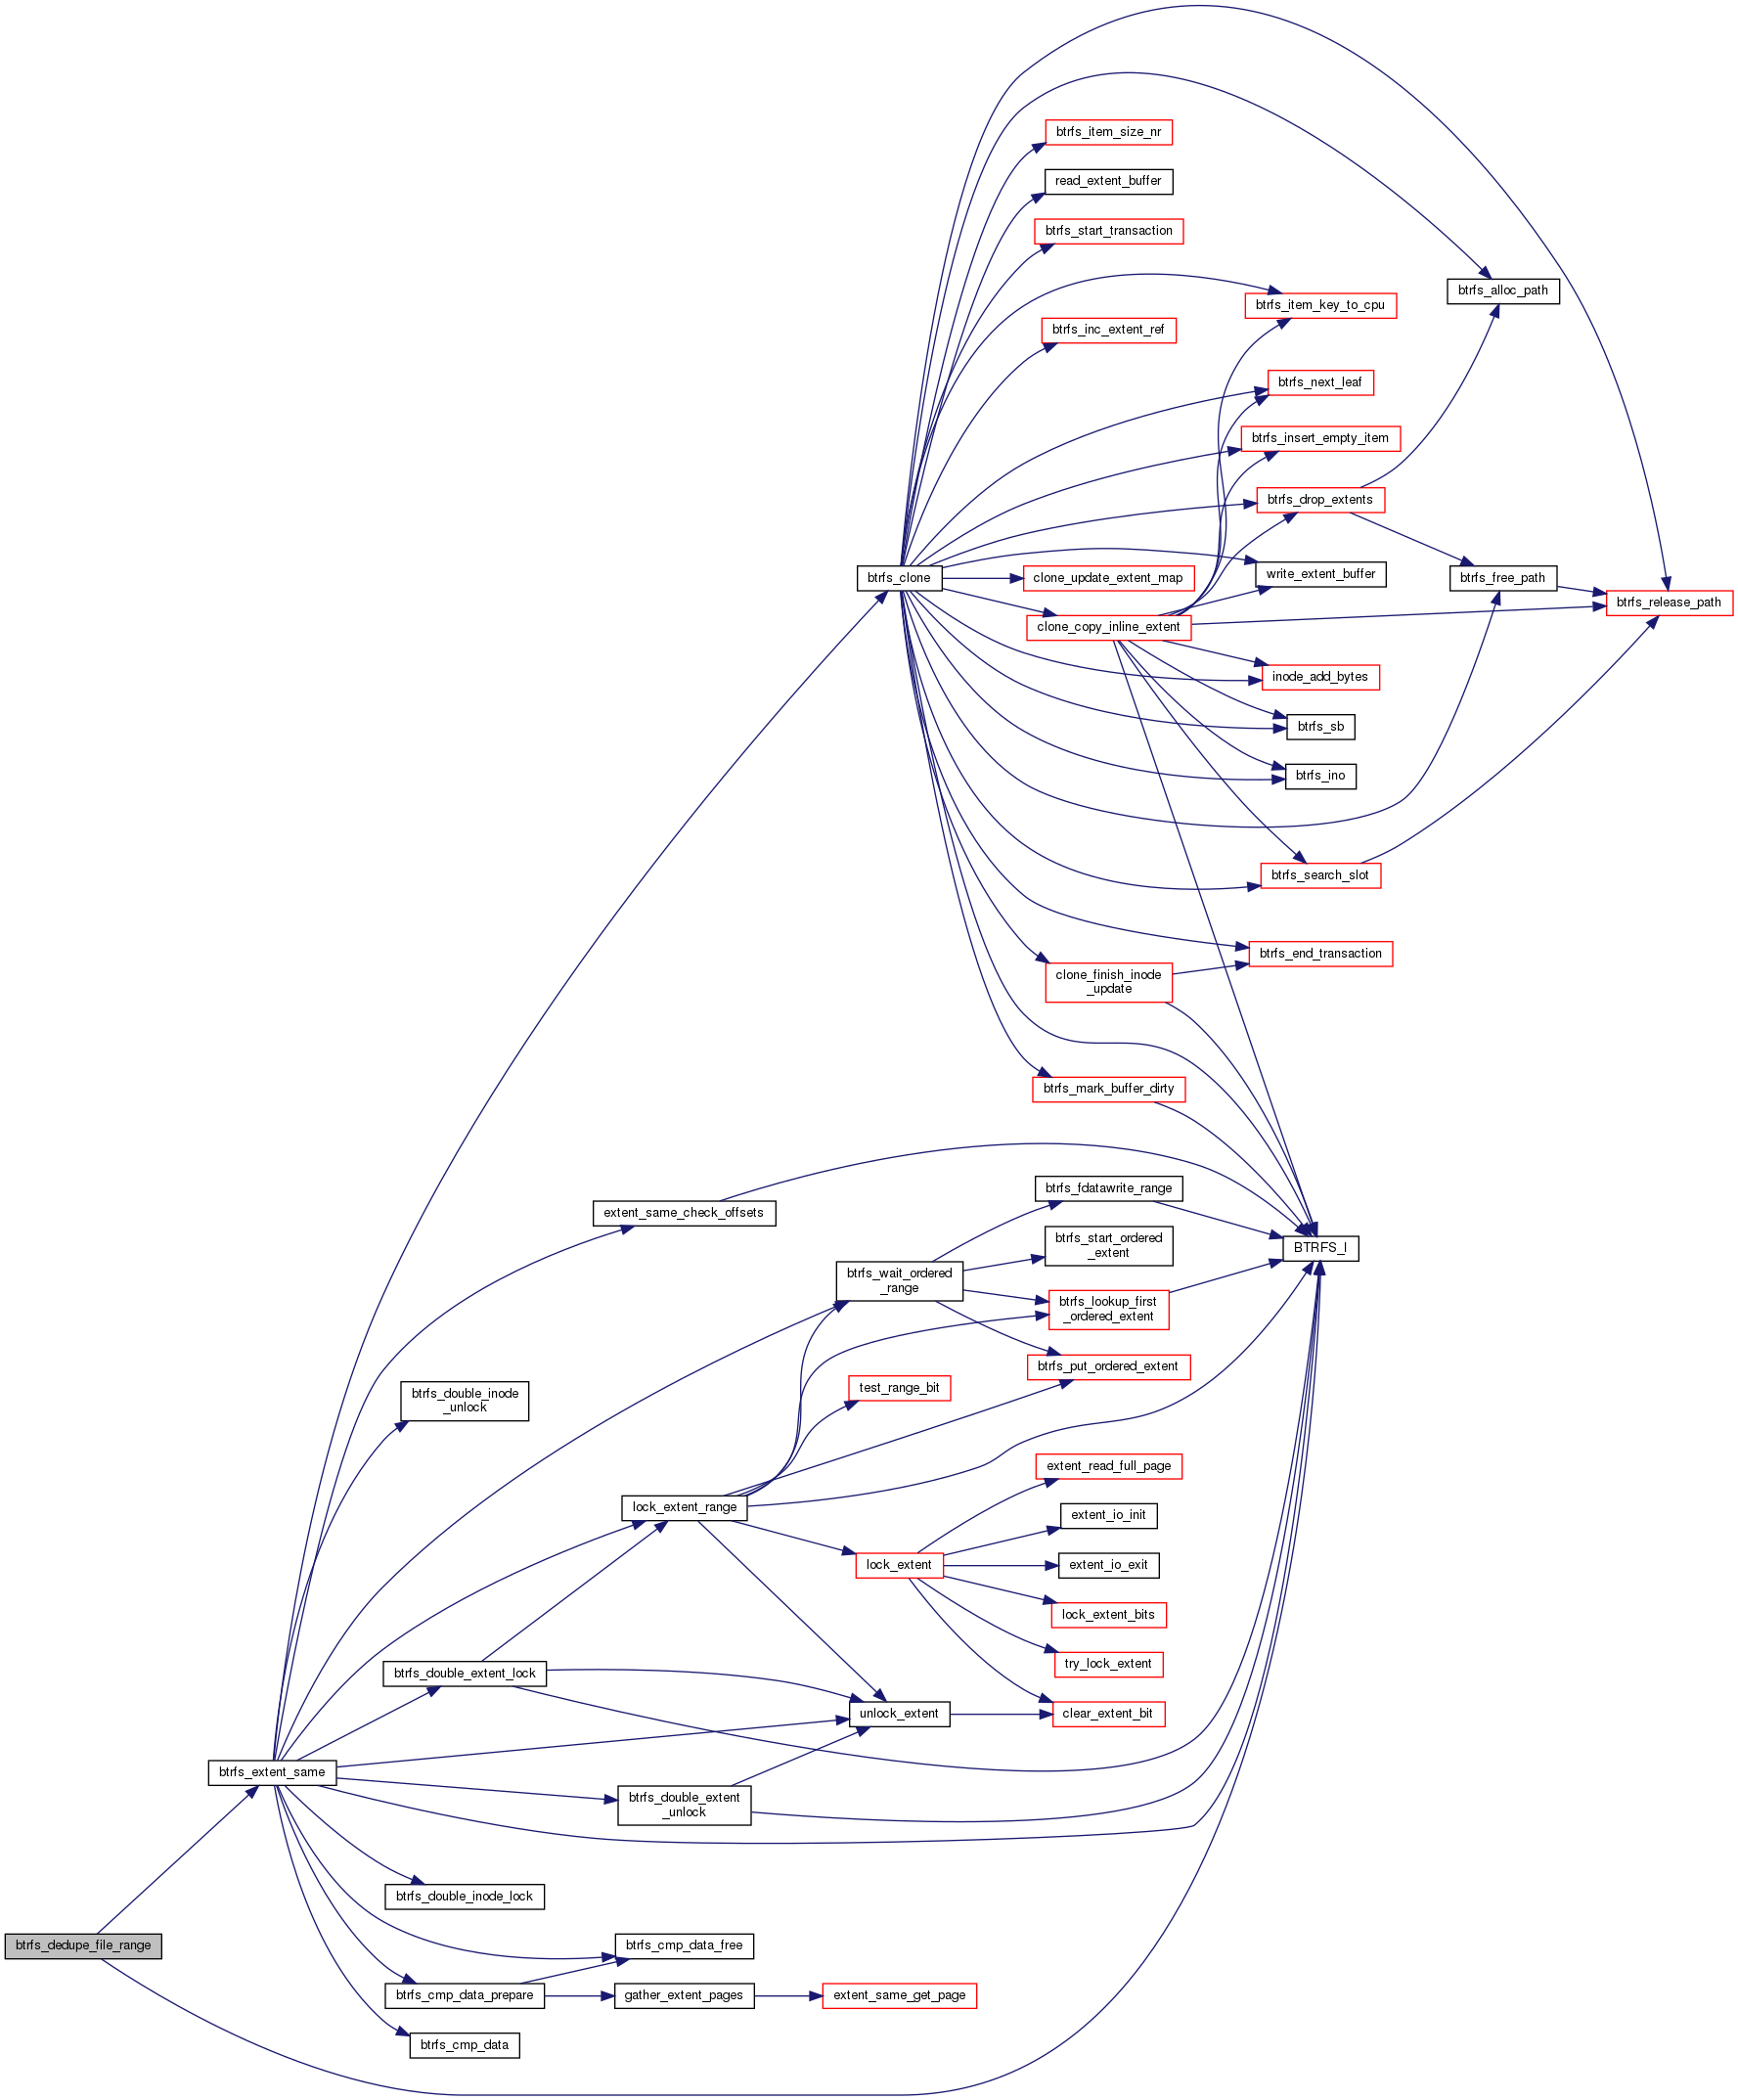 btrfs_item_size_nr
read_extent_buffer
btrfs_start_transaction
btrfs_alloc_path
btrfs_item_key_to_cpu
btrfs_inc_extent_ref
btrfs_next_leaf
btrfs_insert_empty_item
btrfs_drop_extents
btrfs_clone
clone_update_extent_map
write_extent_buffer
btrfs_free_path
btrfs_release_path
clone_copy_inline_extent
inode_add_bytes
btrfs_sb
btrfs_ino
btrfs_search_slot
btrfs_end_transaction
clone_finish_inode
_update
btrfs_mark_buffer_dirty
btrfs_fdatawrite_range
extent_same_check_offsets
btrfs_start_ordered
_extent
BTRFS_I
btrfs_wait_ordered
_range
btrfs_lookup_first
_ordered_extent
btrfs_put_ordered_extent
test_range_bit
btrfs_double_inode
_unlock
extent_read_full_page
lock_extent_range
extent_io_init
lock_extent
extent_io_exit
lock_extent_bits
try_lock_extent
btrfs_double_extent_lock
unlock_extent
clear_extent_bit
btrfs_extent_same
btrfs_double_extent
_unlock
btrfs_double_inode_lock
btrfs_dedupe_file_range
btrfs_cmp_data_free
btrfs_cmp_data_prepare
gather_extent_pages
extent_same_get_page
btrfs_cmp_data